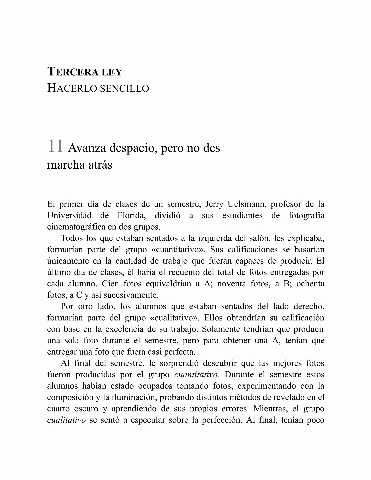 TERCERA LEY
HACERLO SENCILLO
11 Avanza despacio, pero no des
marcha atrás
El primer día de clases de un semestre, Jerry Uelsmann, profesor de la
Universidad de Florida, dividió a sus estudiantes de fotografía
cinematográfica en dos grupos.
Todos los que estaban sentados a la izquierda del salón, les explicaba,
formarían parte del grupo «cuantitativo». Sus calificaciones se basarían
únicamente en la cantidad de trabajo que fueran capaces de producir. El
último día de clases, él haría el recuento del total de fotos entregadas por
cada alumno. Cien fotos equivaldrían a A; noventa fotos, a B; ochenta
fotos, a C y así sucesivamente.
Por otro lado, los alumnos que estaban sentados del lado derecho,
formarían parte del grupo «cualitativo». Ellos obtendrían su calificación
con base en la excelencia de su trabajo. Solamente tendrían que producir
una sola foto durante el semestre, pero para obtener una A, tenían que
entregar una foto que fuera casi perfecta.
Al final del semestre, le sorprendió descubrir que las mejores fotos
fueron producidas por el grupo cuantitativo. Durante el semestre estos
alumnos habían estado ocupados tomando fotos, experimentando con la
composición y la iluminación, probando distintos métodos de revelado en el
cuarto oscuro y aprendiendo de sus propios errores. Mientras, el grupo
cualitativo se sentó a especular sobre la perfección. Al final, tenían poco